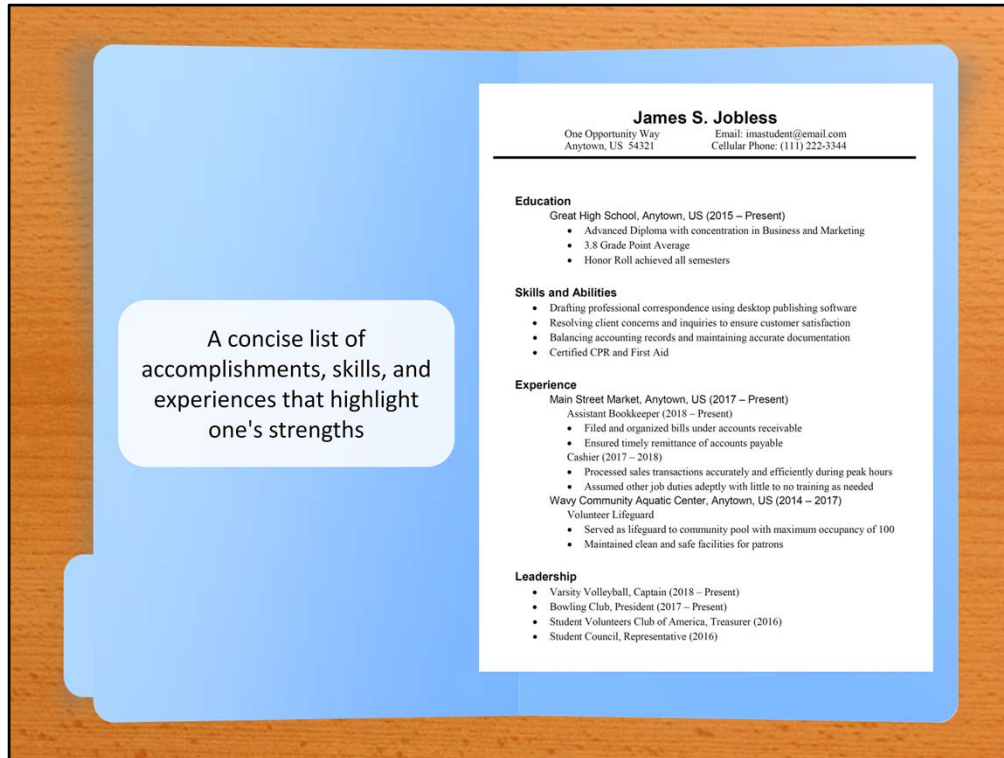 A concise list of
accomplishments, skills, and
experiences that highlight
one's strengths
James S. Jobless
One Opportunity Way Email: imastudent@email.com
Anytown, US 54321 Cellular Phone: (111) 222-3344
Education
Great High School, Anytown, US (2015 – Present)
• Advanced Diploma with concentration in Business and Marketing
• 3.8 Grade Point Average
• Honor Roll achieved all semesters
Skills and Abilities
• Drafting professional correspondence using desktop publishing software
• Resolving client concerns and inquiries to ensure customer satisfaction
• Balancing accounting records and maintaining accurate documentation
• Certified CPR and First Aid
Experience
Main Street Market, Anytown, US (2017 – Present)
Assistant Bookkeeper (2018 – Present)
• Filed and organized bills under accounts receivable
• Ensured timely remittance of accounts payable
Cashier (2017 – 2018)
• Processed sales transactions accurately and efficiently during peak hours
• Assumed other job duties adeptly with little to no training as needed
Wavy Community Aquatic Center, Anytown, US (2014 – 2017)
Volunteer Lifeguard
• Served as lifeguard to community pool with maximum occupancy of 100
• Maintained clean and safe facilities for patrons
Leadership
• Varsity Volleyball, Captain (2018 – Present)
• Bowling Club, President (2017 – Present)
• Student Volunteers Club of America, Treasurer (2016)
• Student Council, Representative (2016)